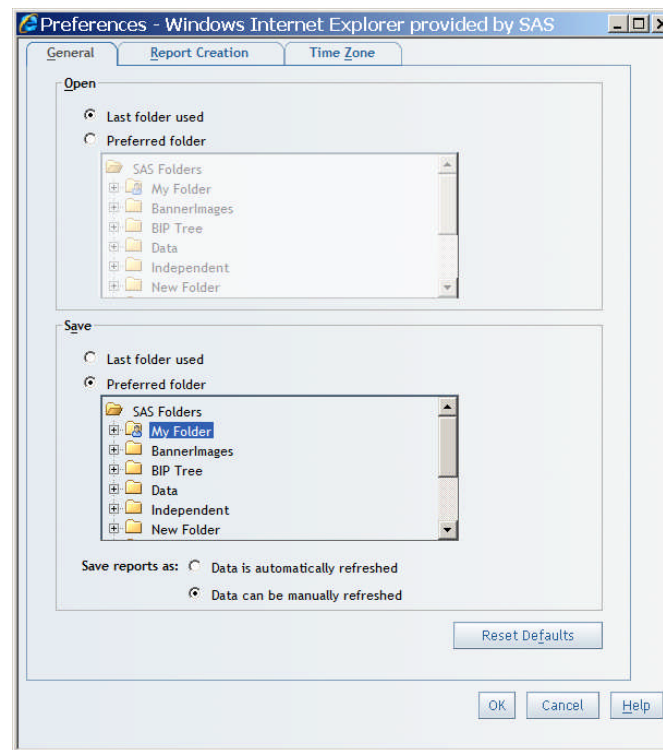 Preferences - Windows Internet Explorer provided by SAS
General Report Creation Time Zone
Open
Last folder used
Preferred folder
SAS Folders
My Folder
BannerImages
BIP Tree
Data
Independent
New Folder
Save
Last folder used
Preferred folder
SAS Folders
My Folder
BannerImages
BIP Tree
Data
Independent
New Folder
Save reports as: Data is automatically refreshed
Data can be manually refreshed
Reset Defaults
OK Cancel Help